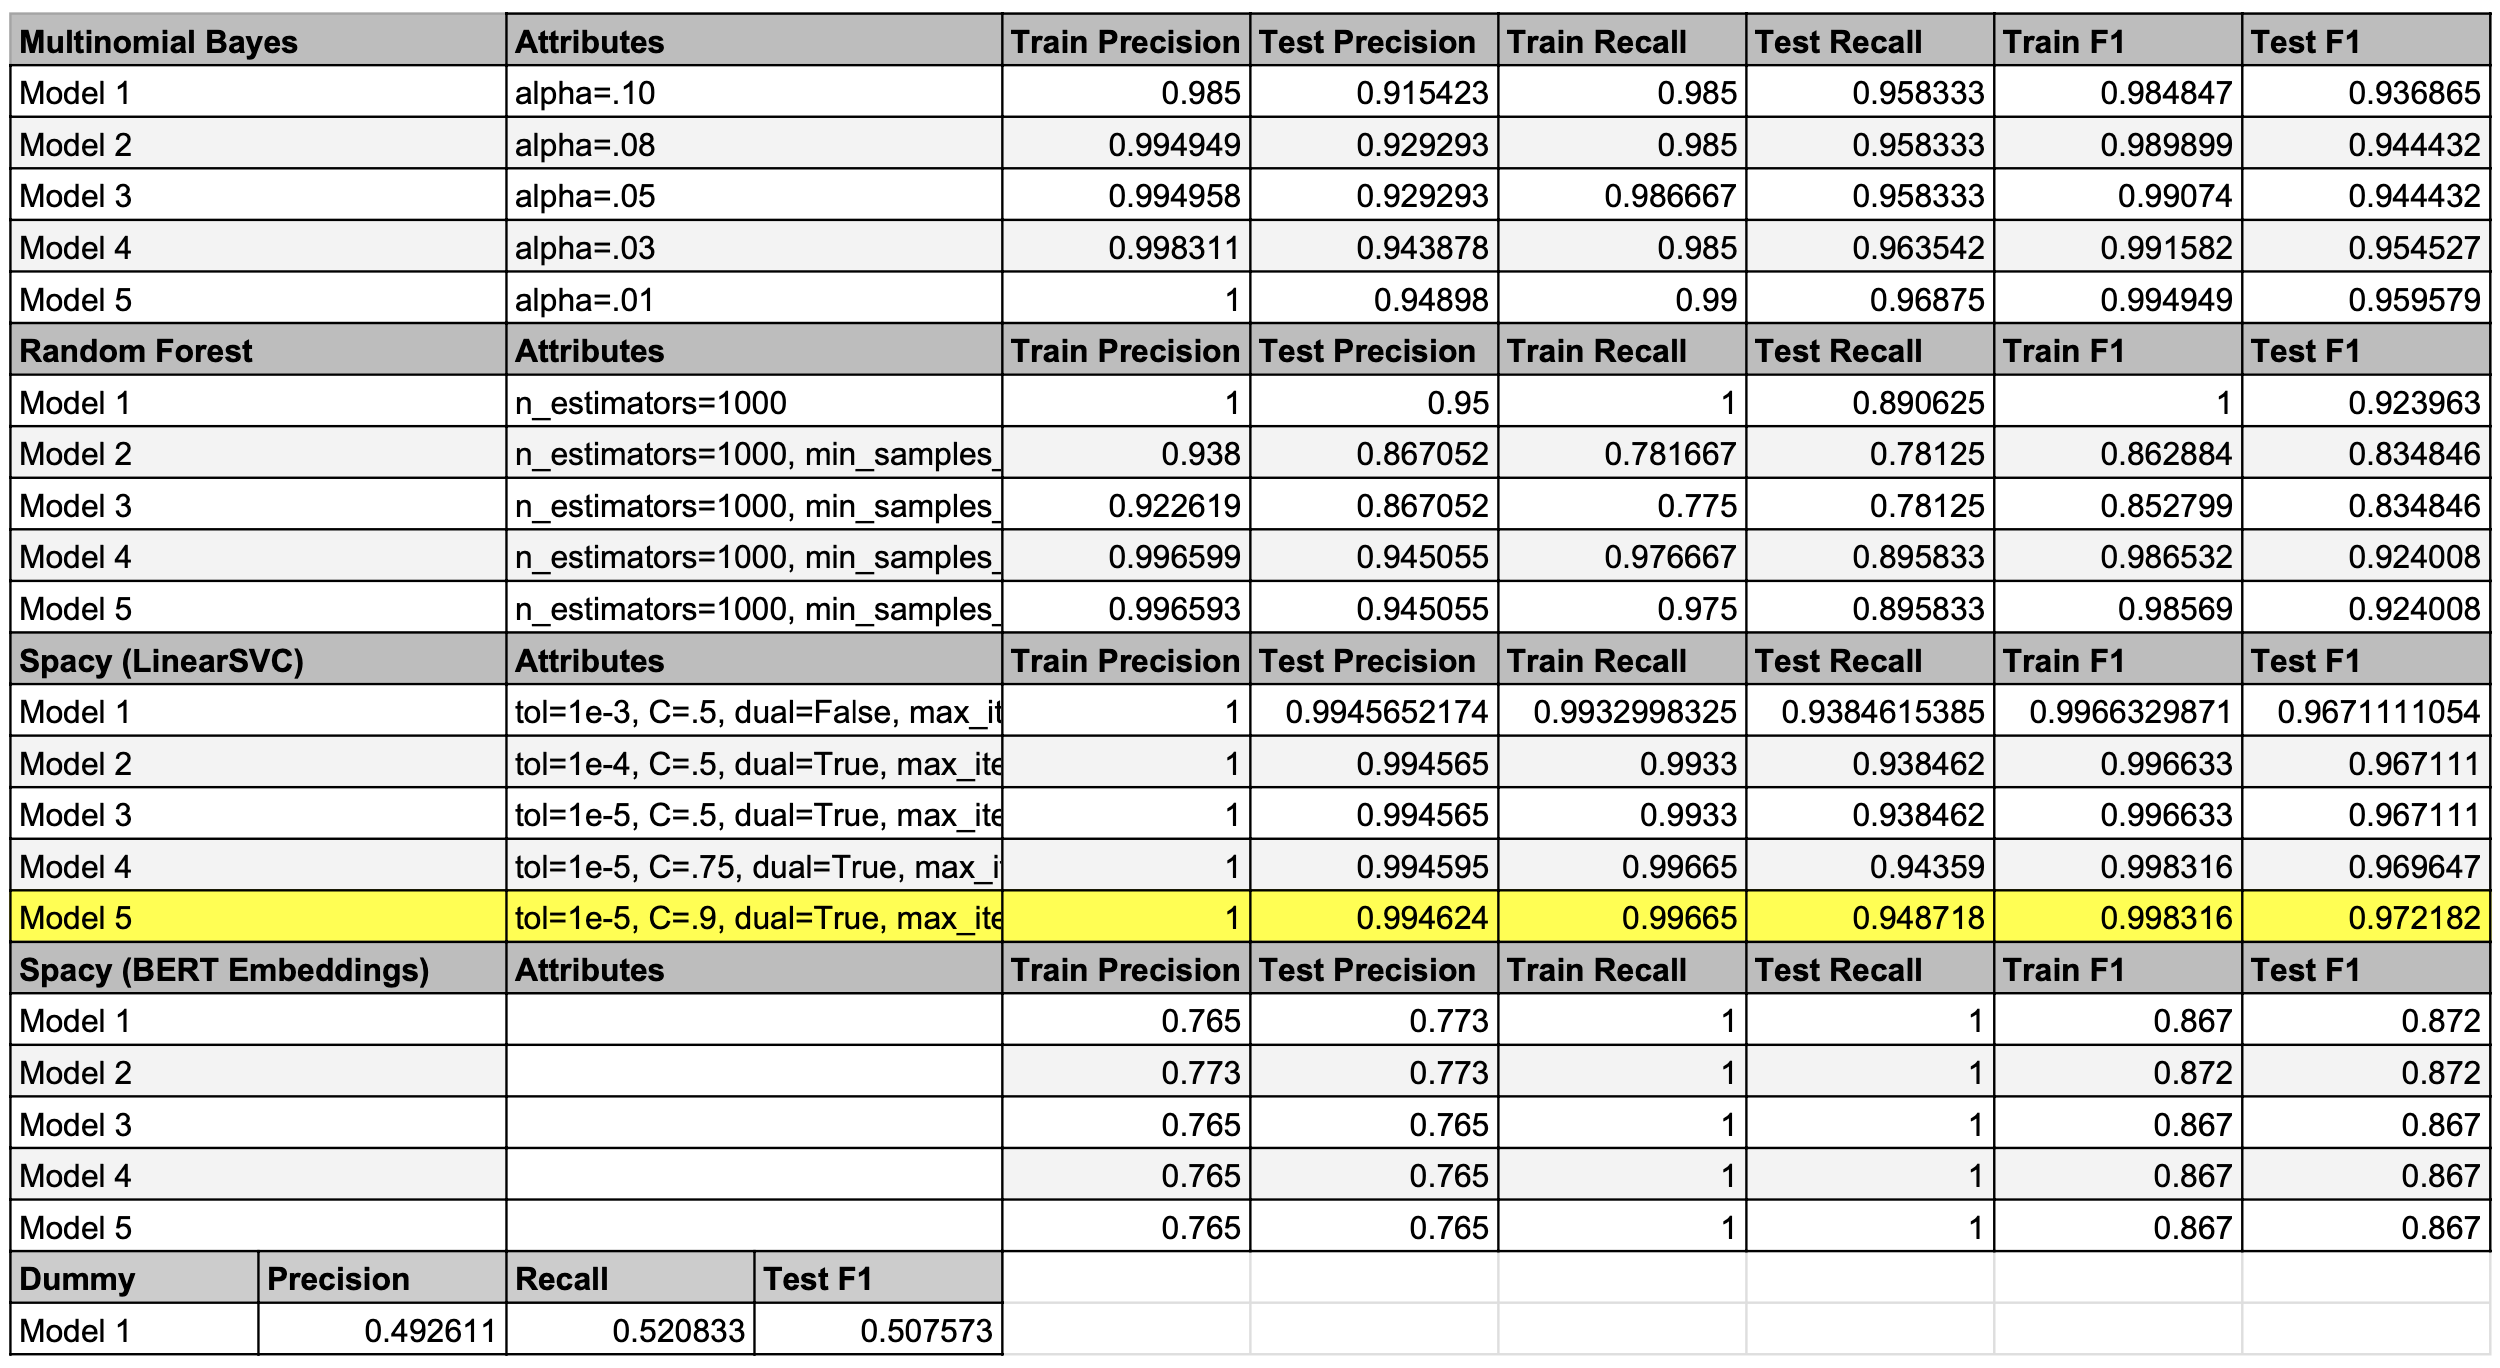 Multinomial Bayes Attributes Train Precision Test Precision Train Recall Test Recall Train F1 Test F1
Model 1 alpha=.10 0.985 0.915423 0.985 0.958333 0.984847 0.936865
Model 2 alpha=.08 0.994949 0.929293 0.985 0.958333 0.989899 0.944432
Model 3 alpha=.05 0.994958 0.929293 0.986667 0.958333 0.99074 0.944432
Model 4 alpha=.03 0.998311 0.943878 0.985 0.963542 0.991582 0.954527
Model 5 alpha=.01 1 0.94898 0.99 0.96875 0.994949 0.959579
Random Forest Attributes Train Precision Test Precision Train Recall Test Recall Train F1 Test F1
Model 1 n_estimators=1000 1 0.95 1 0.890625 1 0.923963
Model 2 n_estimators=1000, min_samples_ 0.938 0.867052 0.781667 0.78125 0.862884 0.834846
Model 3 n_estimators=1000, min_samples_ 0.922619 0.867052 0.775 0.78125 0.852799 0.834846
Model 4 n_estimators=1000, min_samples_ 0.996599 0.945055 0.976667 0.895833 0.986532 0.924008
Model 5 n_estimators=1000, min_samples_ 0.996593 0.945055 0.975 0.895833 0.98569 0.924008
Spacy (LinearSVC) Attributes Train Precision Test Precision Train Recall Test Recall Train F1 Test F1
Model 1 tol=1e-3, C=.5, dual=False, max_it 1 0.9945652174 0.9932998325 0.9384615385 0.9966329871 0.9671111054
Model 2 tol=1e-4, C=.5, dual=True, max_ite 1 0.994565 0.9933 0.938462 0.996633 0.967111
Model 3 tol=1e-5, C=.5, dual=True, max_ite 1 0.994565 0.9933 0.938462 0.996633 0.967111
Model 4 tol=1e-5, C=.75, dual=True, max_it 1 0.994595 0.99665 0.94359 0.998316 0.969647
Model 5 tol=1e-5, C=.9, dual=True, max_ite 1 0.994624 0.99665 0.948718 0.998316 0.972182
Spacy (BERT Embeddings) Attributes Train Precision Test Precision Train Recall Test Recall Train F1 Test F1
Model 1 0.765 0.773 1 1 0.867 0.872
Model 2 0.773 0.773 1 1 0.872 0.872
Model 3 0.765 0.765 1 1 0.867 0.867
Model 4 0.765 0.765 1 1 0.867 0.867
Model 5 0.765 0.765 1 1 0.867 0.867
Dummy Precision Recall Test F1
Model 1 0.492611 0.520833 0.507573